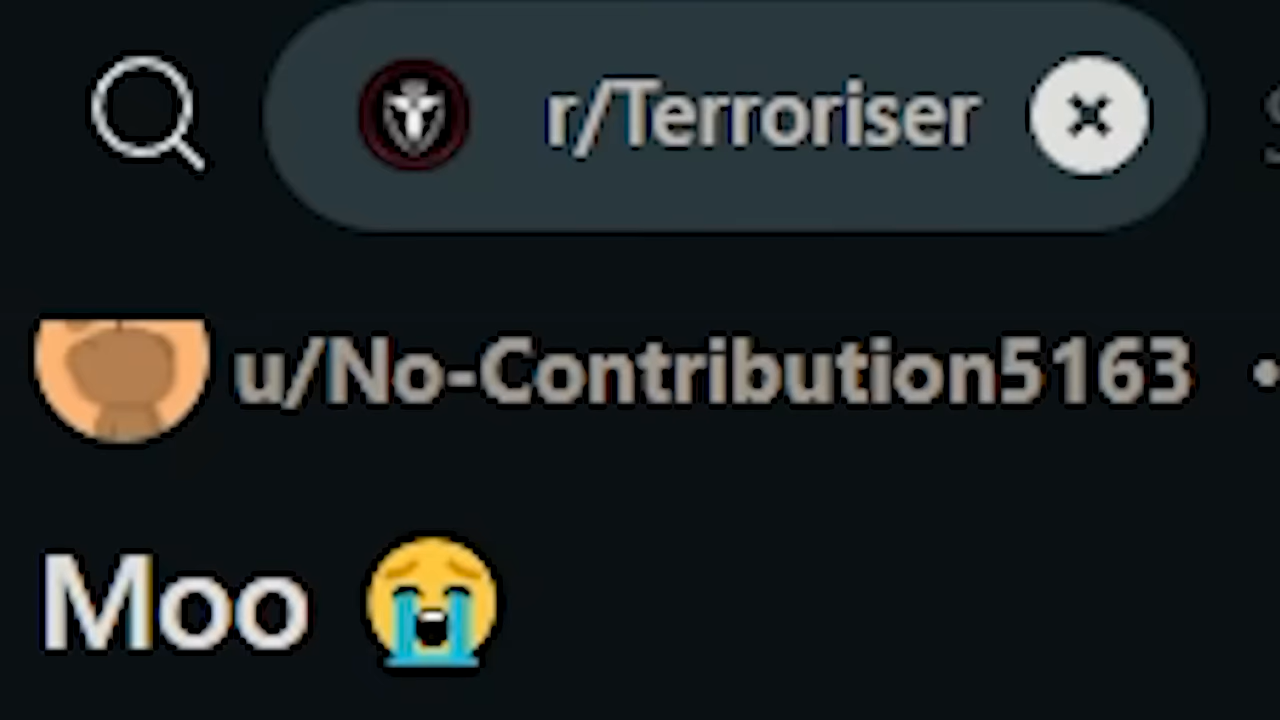 r/Terroriser
u/No-Contribution5163 •
Moo 😭